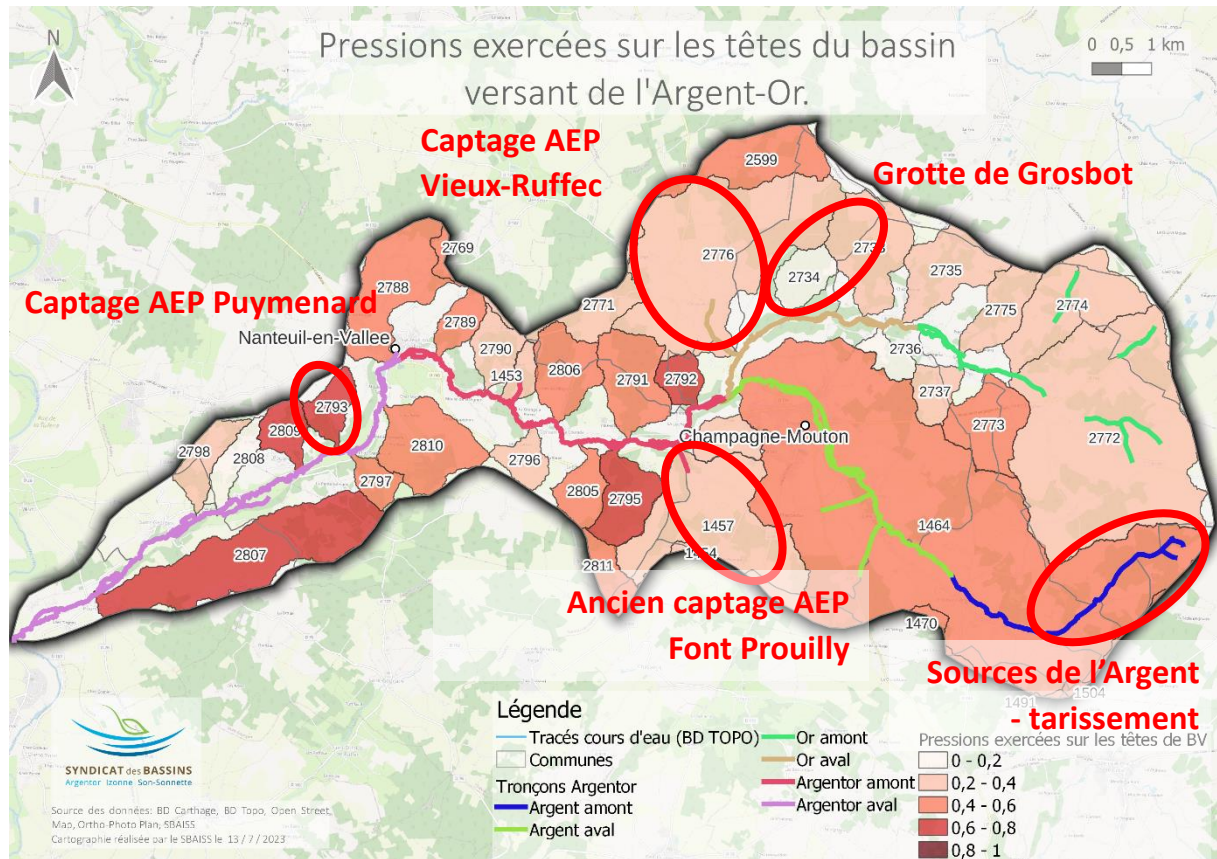 Pressions exercées sur les têtes du bassin
versant de l'Argent-Or.
N
0 0,5 1 km
Captage AEP
Vieux-Ruffec
Grotte de Grosbot
Captage AEP Puymenard
Nanteuil-en-Vallee
Champagne-Mouton
2599
2769
2776
2734
2735
2788
2771
2775
2774
2789
2790
1453
2806
2791
2792
2736
2737
2793
2809
2773
2772
2798
2808
2810
2796
2797
2805
2795
1457
1464
2807
2811
1470
1491
1504
Ancien captage AEP
Font Prouilly
Sources de l'Argent
- tarissement
SYNDICAT des BASSINS
Argentor Izonne Son-Sonnette
Source des données: BD Carthage, BD Topo, Open Street,
Map, Ortho-Photo Plan, SBAISS
Cartographie réalisée par le SBAISS le 13 / 7 / 2023
Légende
Tracés cours d'eau (BD TOPO)
Communes
Tronçons Argentor
Argent amont
Argent aval
Or amont
Or aval
Argentor amont
Argentor aval
Pressions exercées sur les têtes de BV
0 - 0,2
0,2 - 0,4
0,4 - 0,6
0,6 - 0,8
0,8 - 1